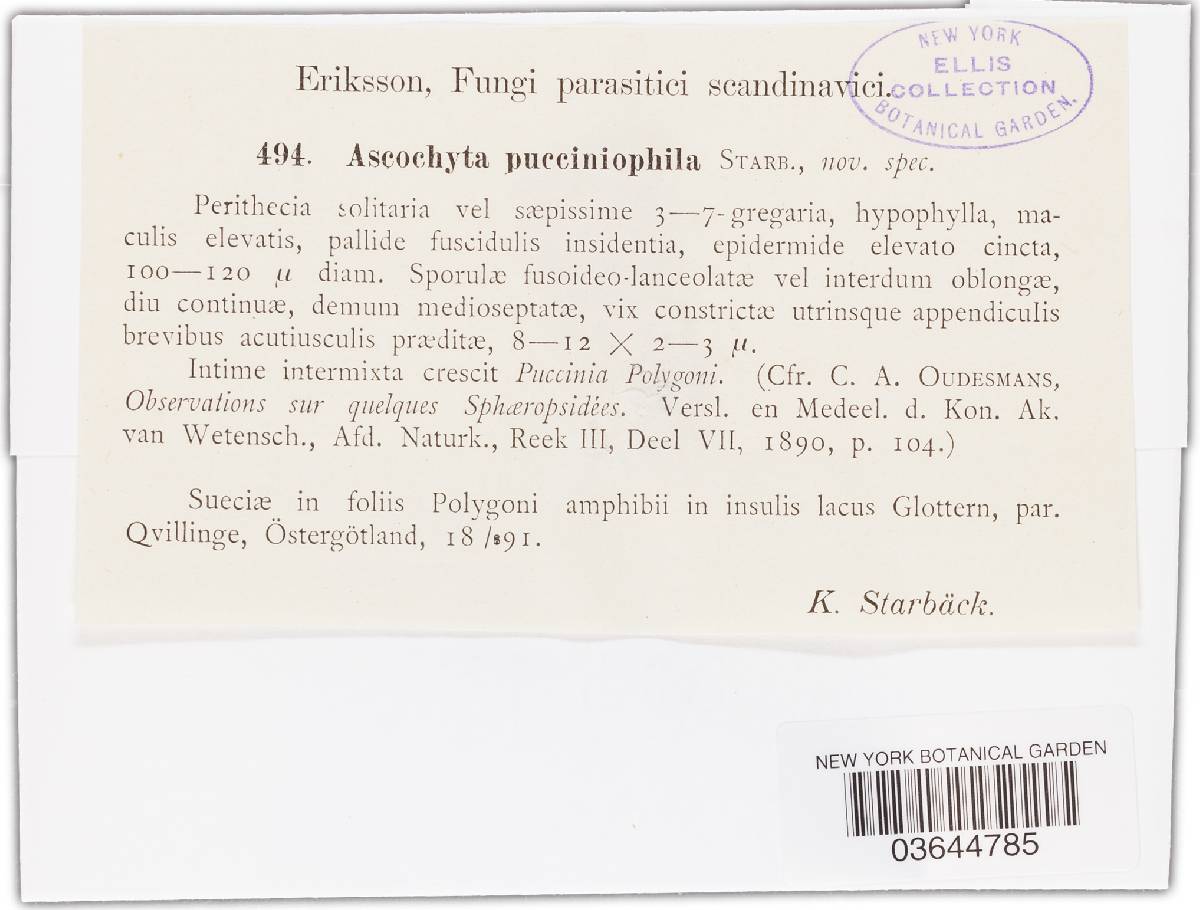 Eriksson, Fungi parasitici scandinavici.
NEW YORK
ELLIS
COLLECTION
BOTANICAL GARDEN.
494. Ascochyta pucciniophila STARB., nov. spec.
Perithecia solitaria vel sæpissime 3—7-gregaria, hypophylla, ma-
culis elevatis, pallide fuscidulis insidentia, epidermide elevato cincta,
100—120 µ diam. Sporulæ fusoideo-lanceolatæ vel interdum oblongæ,
diu continuæ, demum medioseptatæ, vix constrictæ utrinsque appendiculis
brevibus acutiusculis præditæ, 8—12 × 2—3 µ.
Intime intermixta crescit Puccinia Polygoni. (Cfr. C. A. OUDESMANS,
Observations sur quelques Sphæropsidées. Versl. en Medeel. d. Kon. Ak.
van Wetensch., Afd. Naturk., Reek III, Deel VII, 1890, p. 104.)
Sueciæ in foliis Polygoni amphibii in insulis lacus Glottern, par.
Qvillinge, Östergötland, 18/891.
K. Starbäck.
NEW YORK BOTANICAL GARDEN
03644785